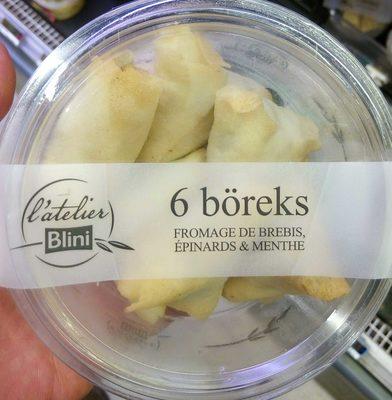 l'atelier
Blini
6 böreks
FROMAGE DE BREBIS,
ÉPINARDS & MENTHE